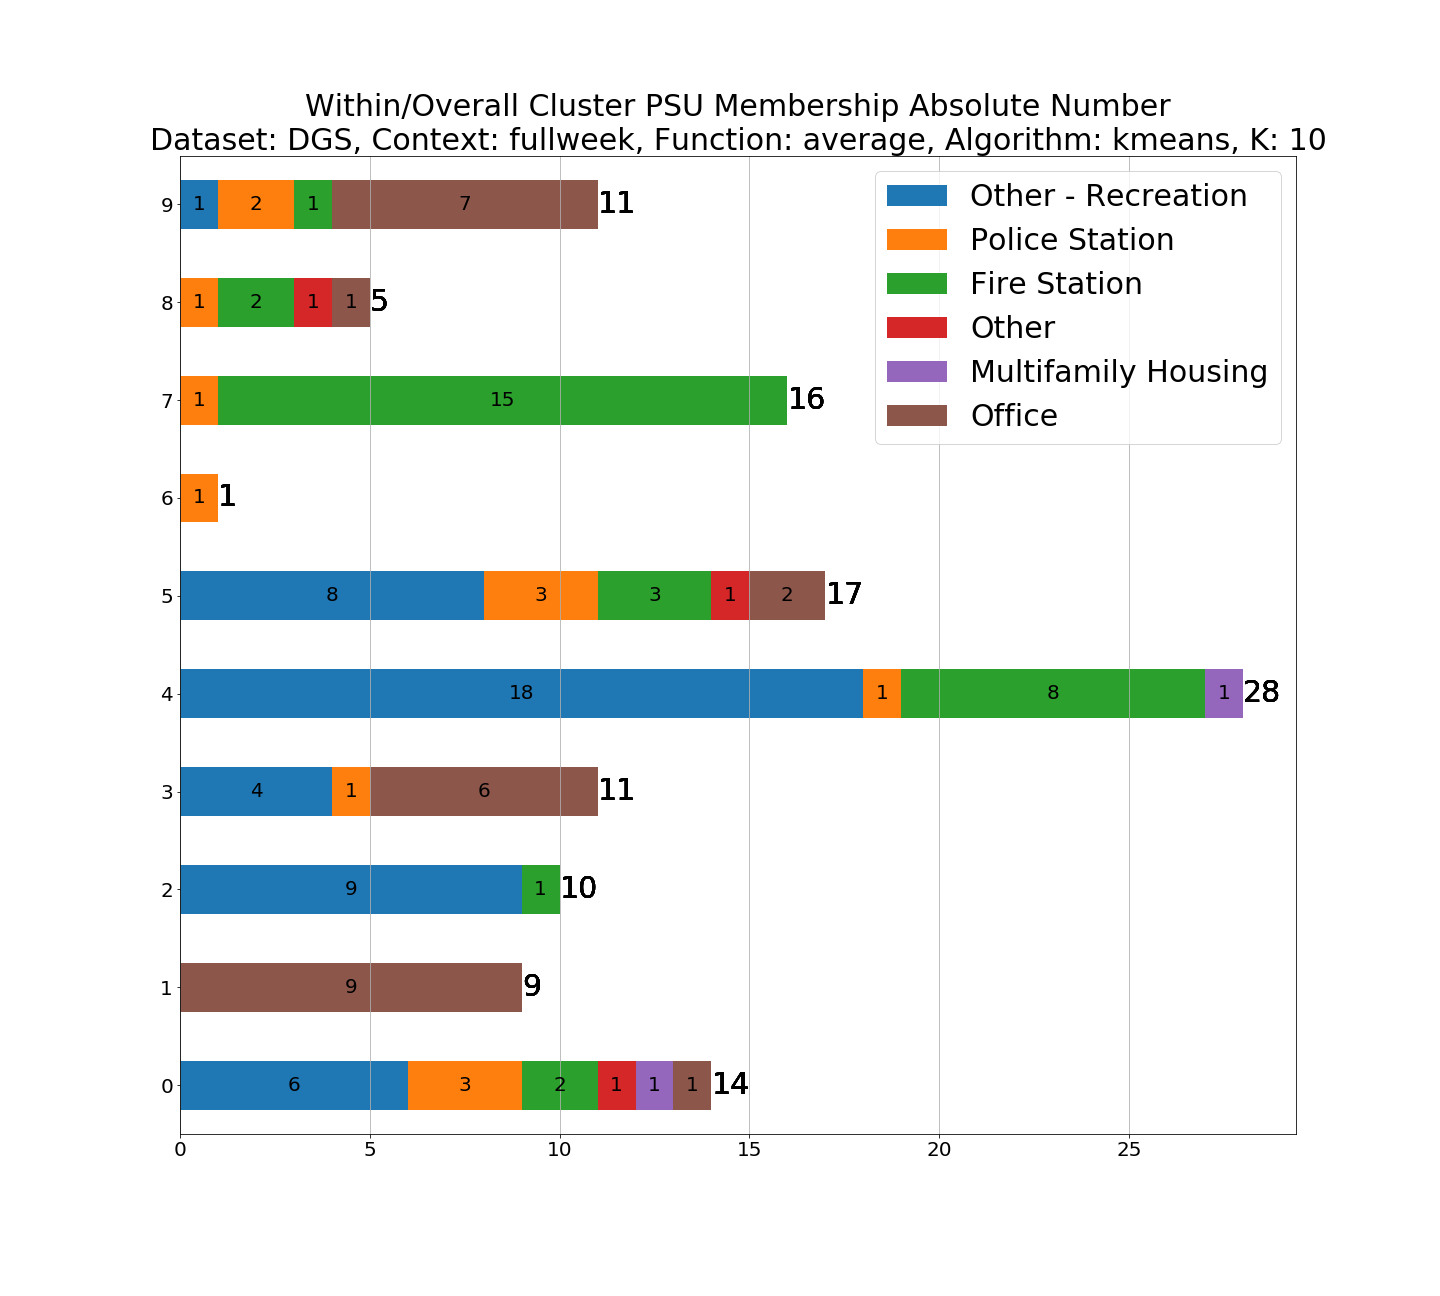 Within/Overall Cluster PSU Membership Absolute Number
Dataset: DGS, Context: fullweek, Function: average, Algorithm: kmeans, K: 10
Other - Recreation
Police Station
Fire Station
Other
Multifamily Housing
Office
9 1 2 1 7 11
8 1 2 1 1 5
7 1 15 16
6 1 1
5 8 3 3 1 2 17
4 18 1 8 1 28
3 4 1 6 11
2 9 1 10
1 9 9
0 6 3 2 1 1 1 14
0 5 10 15 20 25